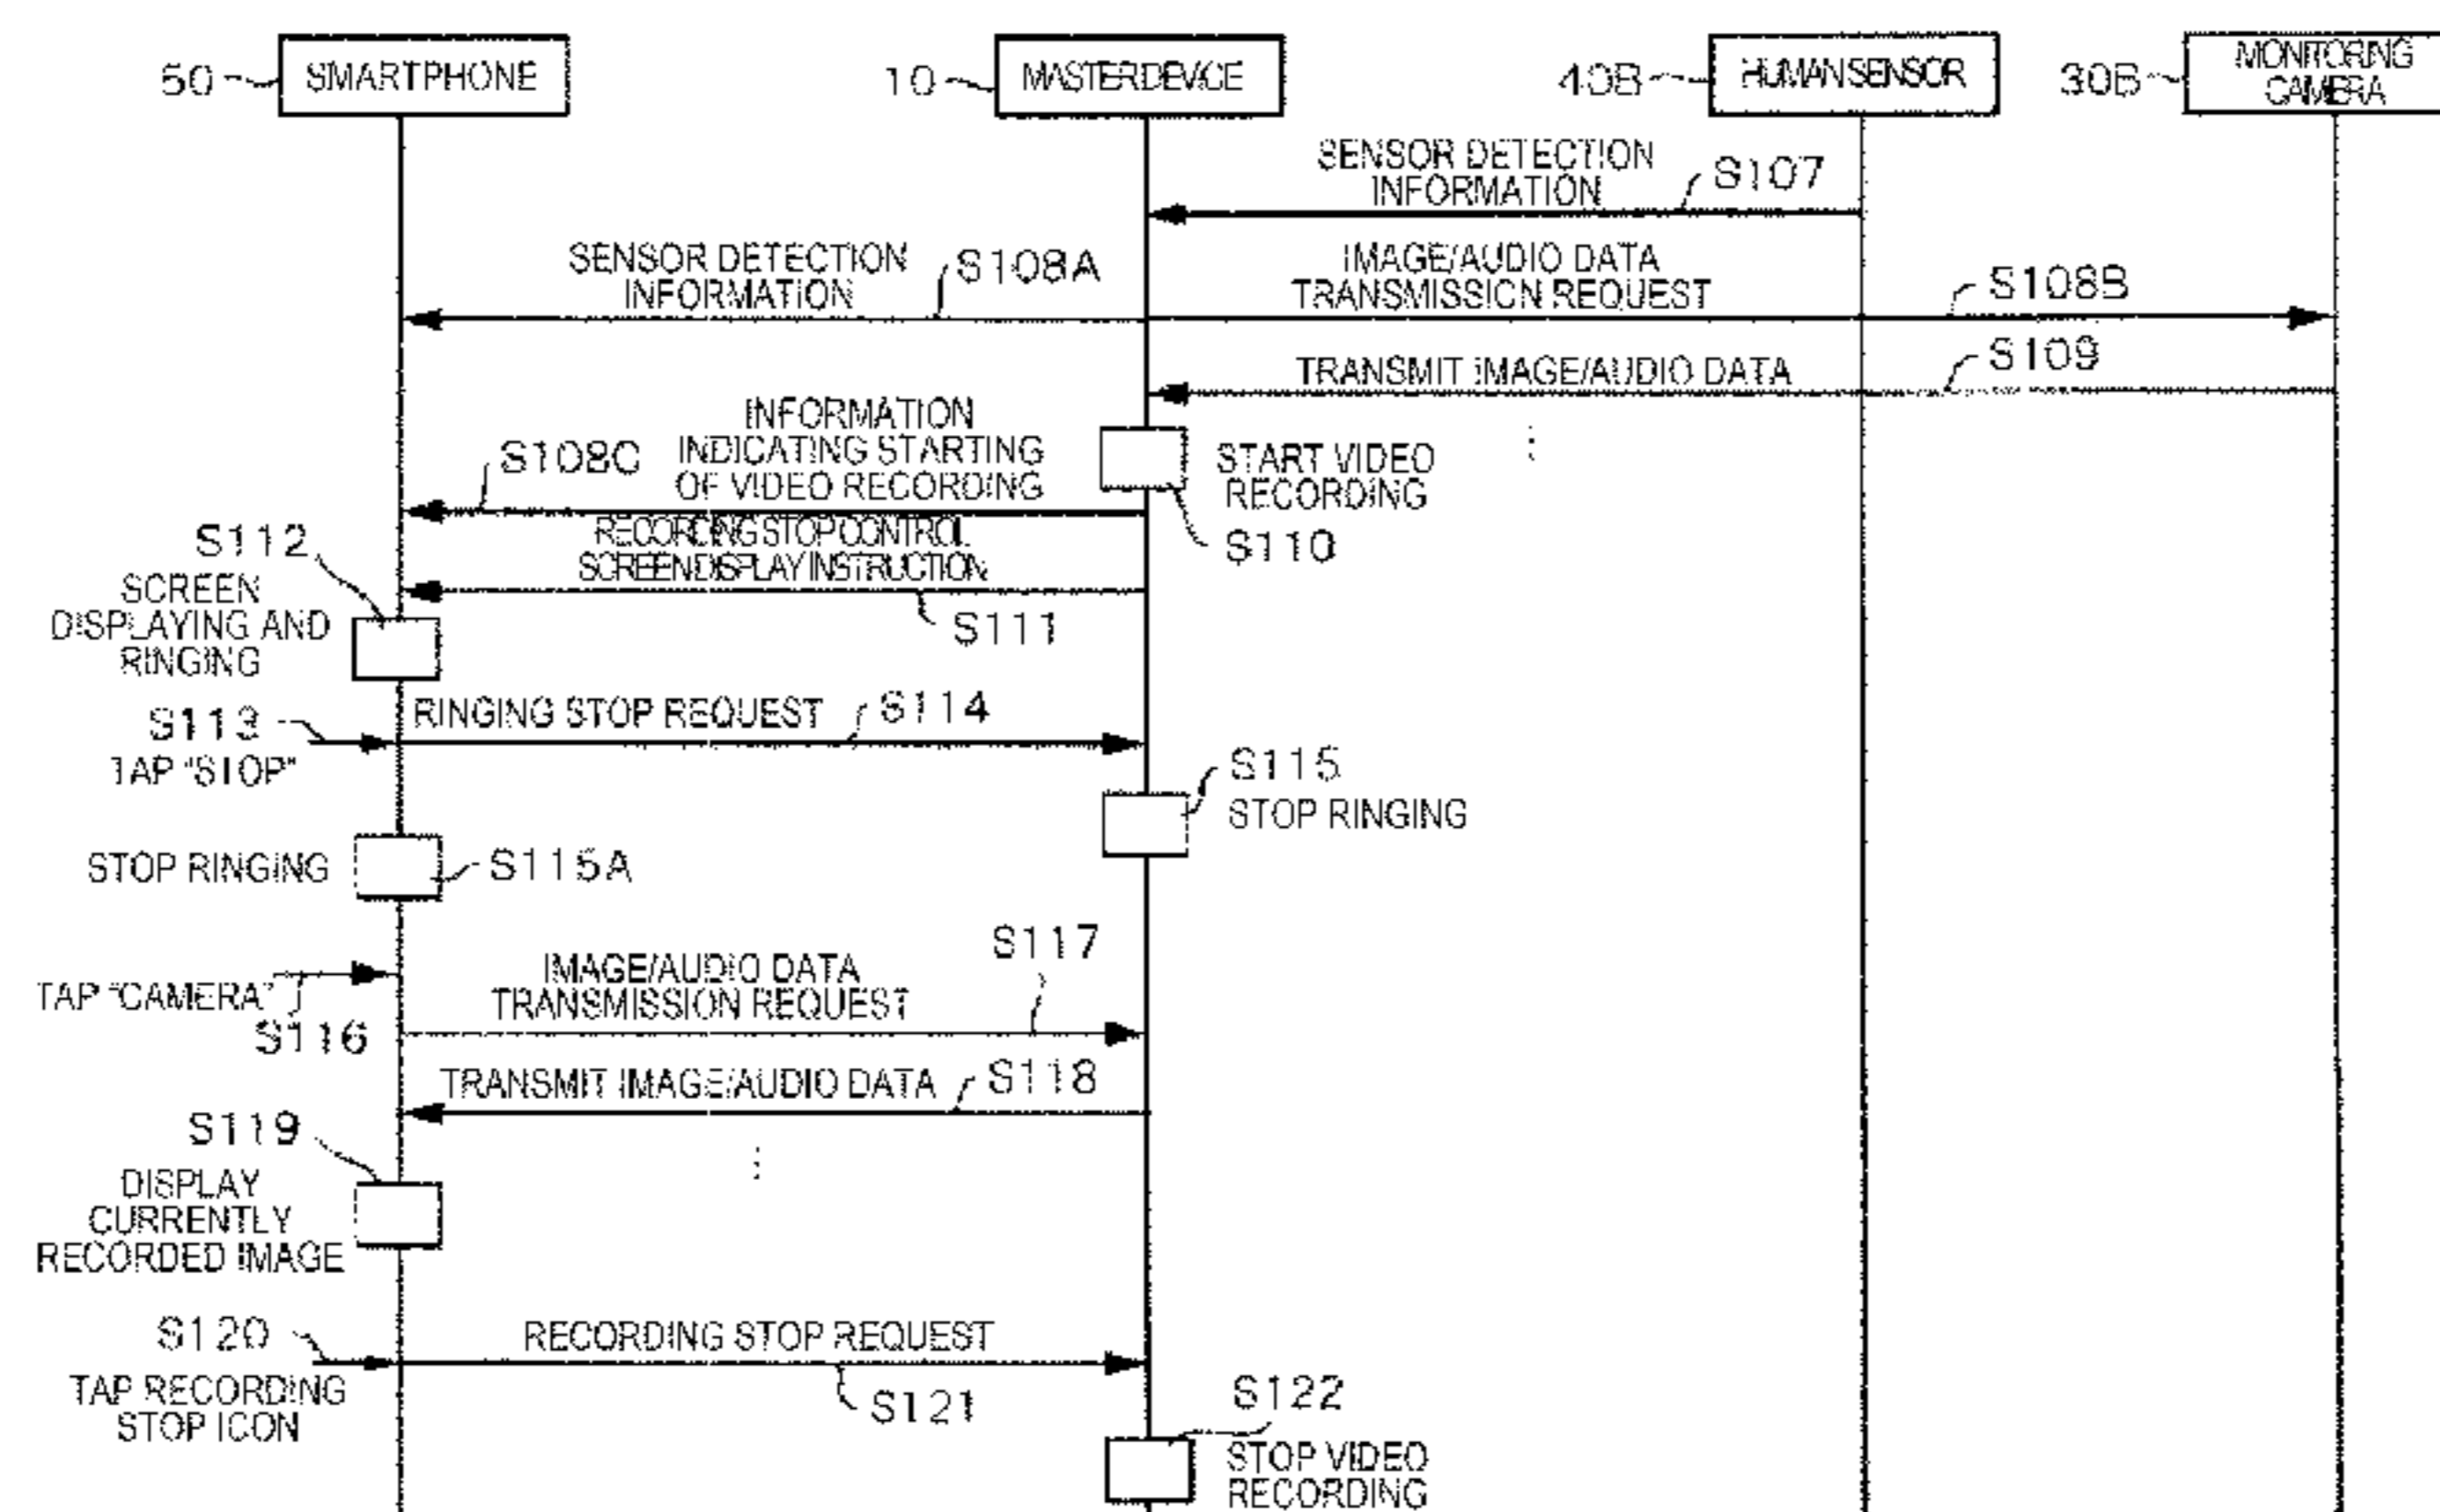 50
SMARTPHONE
10
MASTER DEVICE
40B
HUMAN SENSOR
30B
MONITORING
CAMERA
SENSOR DETECTION
INFORMATION
S107
SENSOR DETECTION
INFORMATION
S108A
IMAGE/AUDIO DATA
TRANSMISSION REQUEST
S108B
TRANSMIT IMAGE/AUDIO DATA
S109
INFORMATION
INDICATING STARTING
OF VIDEO RECORDING
S108C
START VIDEO
RECORDING
S110
RECORDING STOP CONTROL
SCREEN DISPLAY INSTRUCTION
S111
S112
SCREEN
DISPLAYING AND
RINGING
S113
TAP "STOP"
RINGING STOP REQUEST
S114
S115
STOP RINGING
STOP RINGING
S115A
TAP "CAMERA"
S116
IMAGE/AUDIO DATA
TRANSMISSION REQUEST
S117
TRANSMIT IMAGE/AUDIO DATA
S118
S119
DISPLAY
CURRENTLY
RECORDED IMAGE
S120
TAP RECORDING
STOP ICON
RECORDING STOP REQUEST
S121
S122
STOP VIDEO
RECORDING